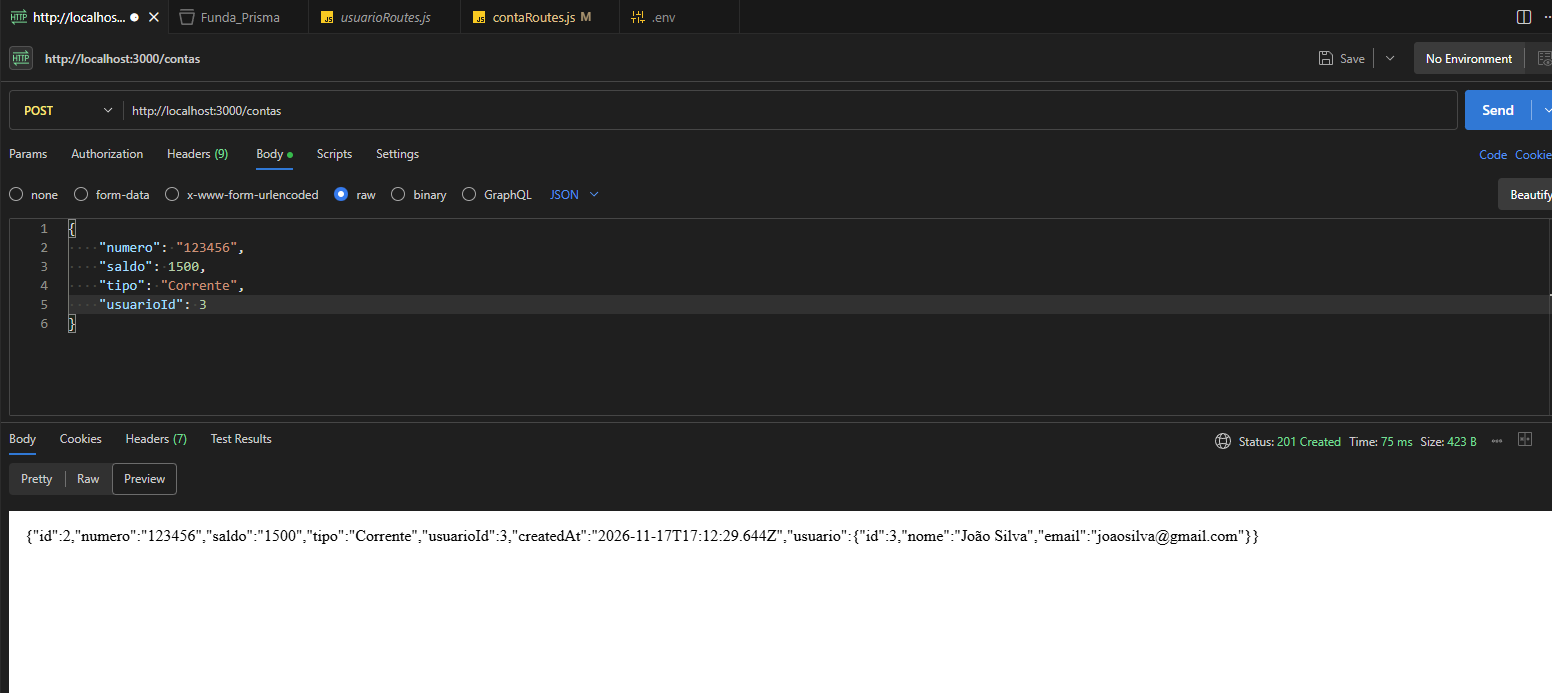 http://localhos... Funda_Prisma usuarioRoutes.js contaRoutes.js M .env
HTTP http://localhost:3000/contas Save No Environment
POST http://localhost:3000/contas Send
Params Authorization Headers (9) Body Scripts Settings Code Cookie
none form-data x-www-form-urlencoded raw binary GraphQL JSON
Beautify
1 {
2 "numero": "123456",
3 "saldo": 1500,
4 "tipo": "Corrente",
5 "usuarioId": 3
6 }
Body Cookies Headers (7) Test Results Status: 201 Created Time: 75 ms Size: 423 B
Pretty Raw Preview
{"id":2,"numero":"123456","saldo":"1500","tipo":"Corrente","usuarioId":3,"createdAt":"2026-11-17T17:12:29.644Z","usuario":{"id":3,"nome":"João Silva","email":"joaosilva@gmail.com"}}